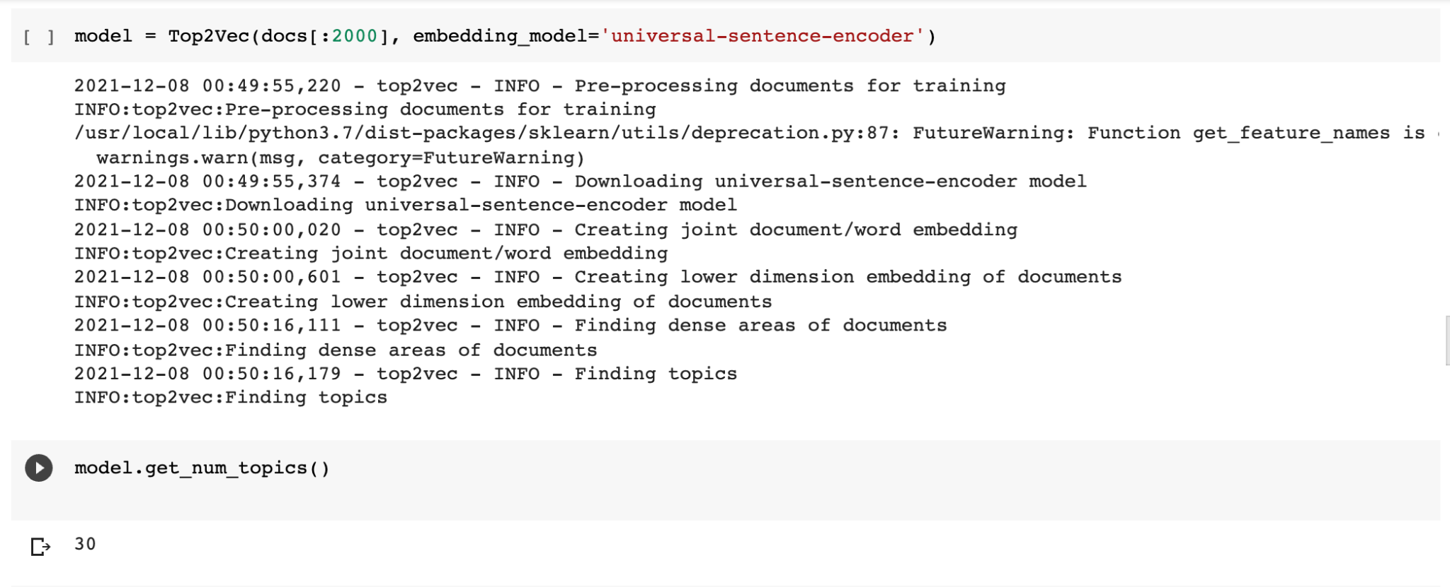 [ ] model = Top2Vec(docs[:2000], embedding_model='universal-sentence-encoder')
2021-12-08 00:49:55,220 - top2vec - INFO - Pre-processing documents for training
INFO:top2vec:Pre-processing documents for training
/usr/local/lib/python3.7/dist-packages/sklearn/utils/deprecation.py:87: FutureWarning: Function get_feature_names is
  warnings.warn(msg, category=FutureWarning)
2021-12-08 00:49:55,374 - top2vec - INFO - Downloading universal-sentence-encoder model
INFO:top2vec:Downloading universal-sentence-encoder model
2021-12-08 00:50:00,020 - top2vec - INFO - Creating joint document/word embedding
INFO:top2vec:Creating joint document/word embedding
2021-12-08 00:50:00,601 - top2vec - INFO - Creating lower dimension embedding of documents
INFO:top2vec:Creating lower dimension embedding of documents
2021-12-08 00:50:16,111 - top2vec - INFO - Finding dense areas of documents
INFO:top2vec:Finding dense areas of documents
2021-12-08 00:50:16,179 - top2vec - INFO - Finding topics
INFO:top2vec:Finding topics
model.get_num_topics()
30